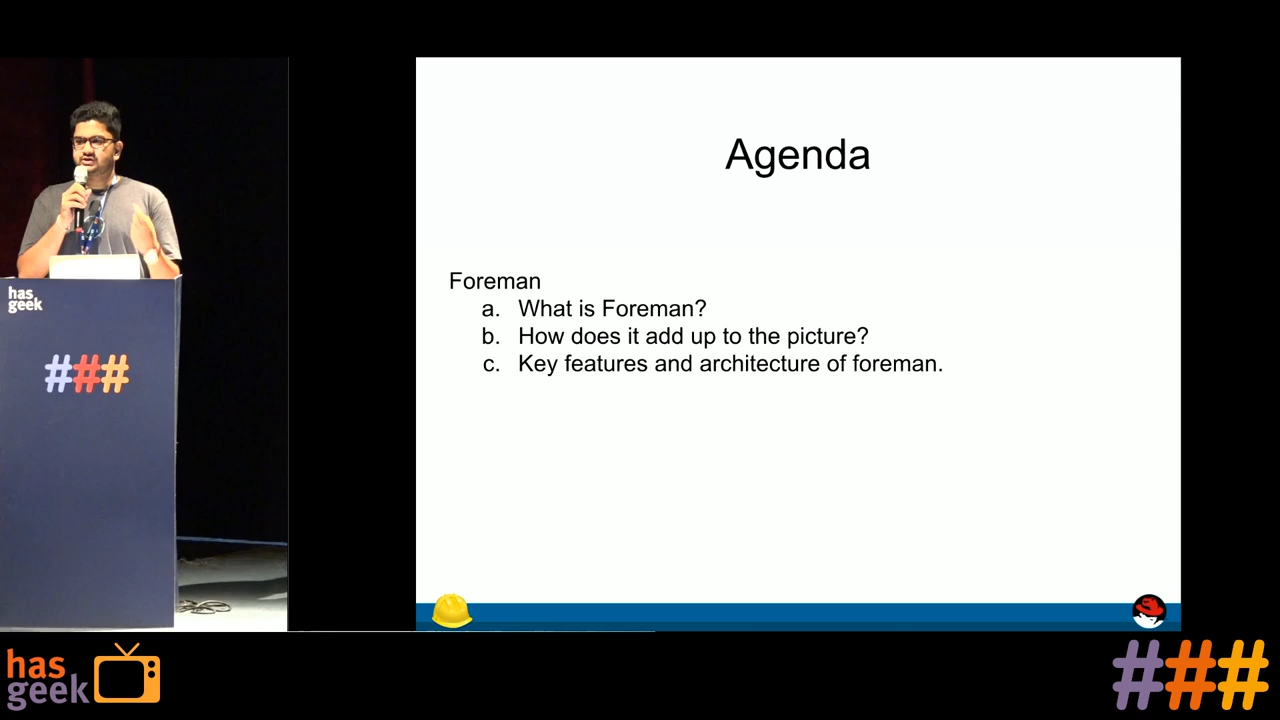 Agenda
Foreman
a. What is Foreman?
b. How does it add up to the picture?
c. Key features and architecture of foreman.
has
geek
###
has
geek
###